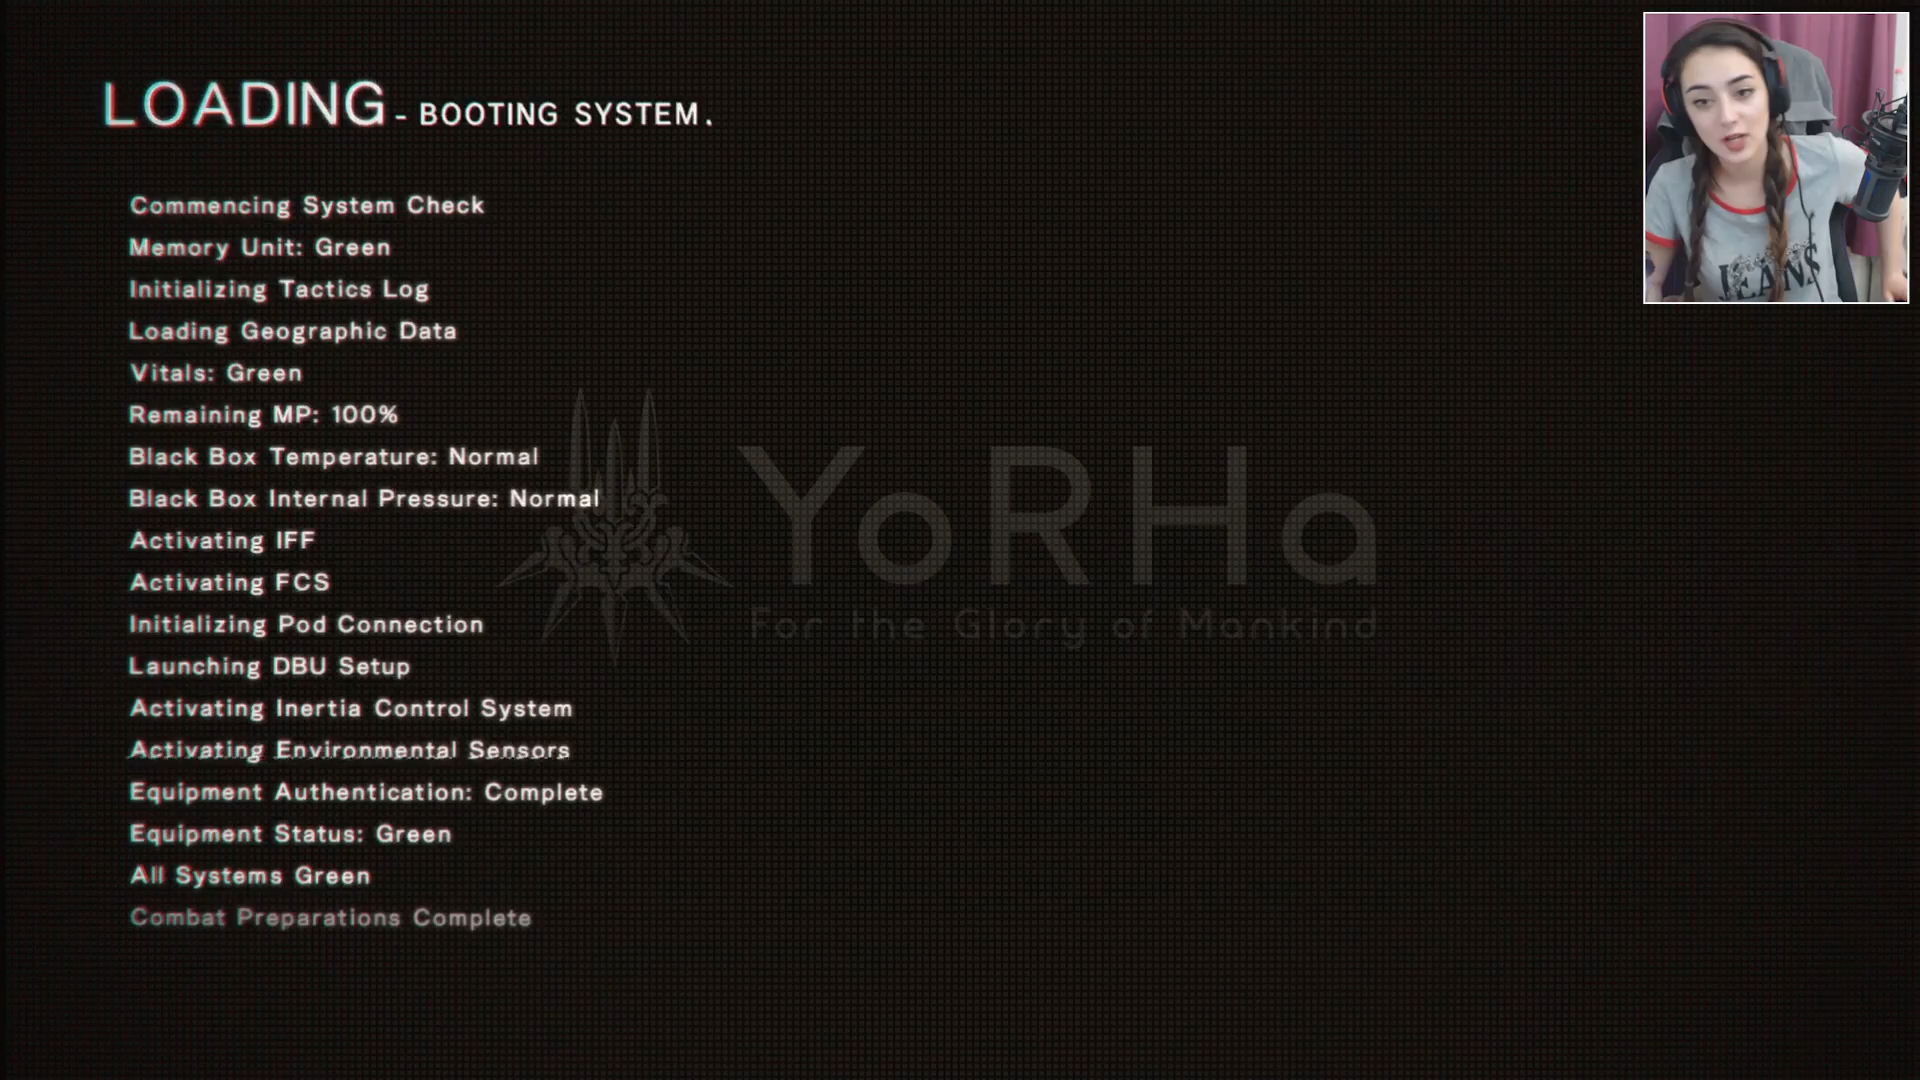 LOADING - BOOTING SYSTEM.
Commencing System Check
Memory Unit: Green
Initializing Tactics Log
Loading Geographic Data
Vitals: Green
Remaining MP: 100%
Black Box Temperature: Normal
Black Box Internal Pressure: Normal
Activating IFF
Activating FCS
Initializing Pod Connection
Launching DBU Setup
Activating Inertia Control System
Activating Environmental Sensors
Equipment Authentication: Complete
Equipment Status: Green
All Systems Green
Combat Preparations Complete
YoRHa
For the Glory of Mankind
JEANS